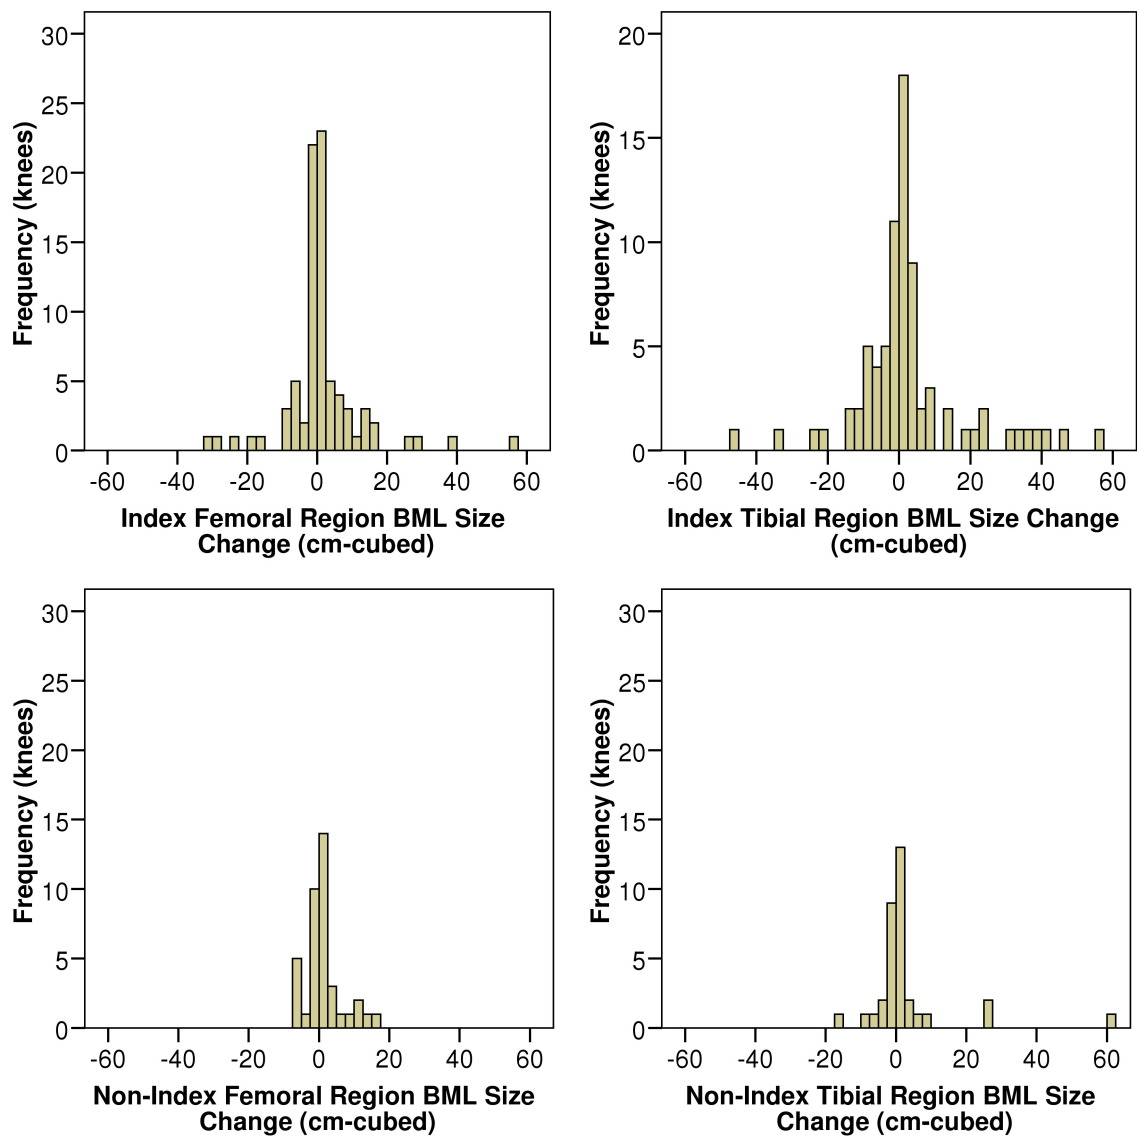 30
25
20
15
10
5
0
Frequency (knees)
-60 -40 -20 0 20 40 60
Index Femoral Region BML Size
Change (cm-cubed)
20
15
10
5
0
Frequency (knees)
-60 -40 -20 0 20 40 60
Index Tibial Region BML Size Change
(cm-cubed)
30
25
20
15
10
5
0
Frequency (knees)
-60 -40 -20 0 20 40 60
Non-Index Femoral Region BML Size
Change (cm-cubed)
30
25
20
15
10
5
0
Frequency (knees)
-60 -40 -20 0 20 40 60
Non-Index Tibial Region BML Size
Change (cm-cubed)